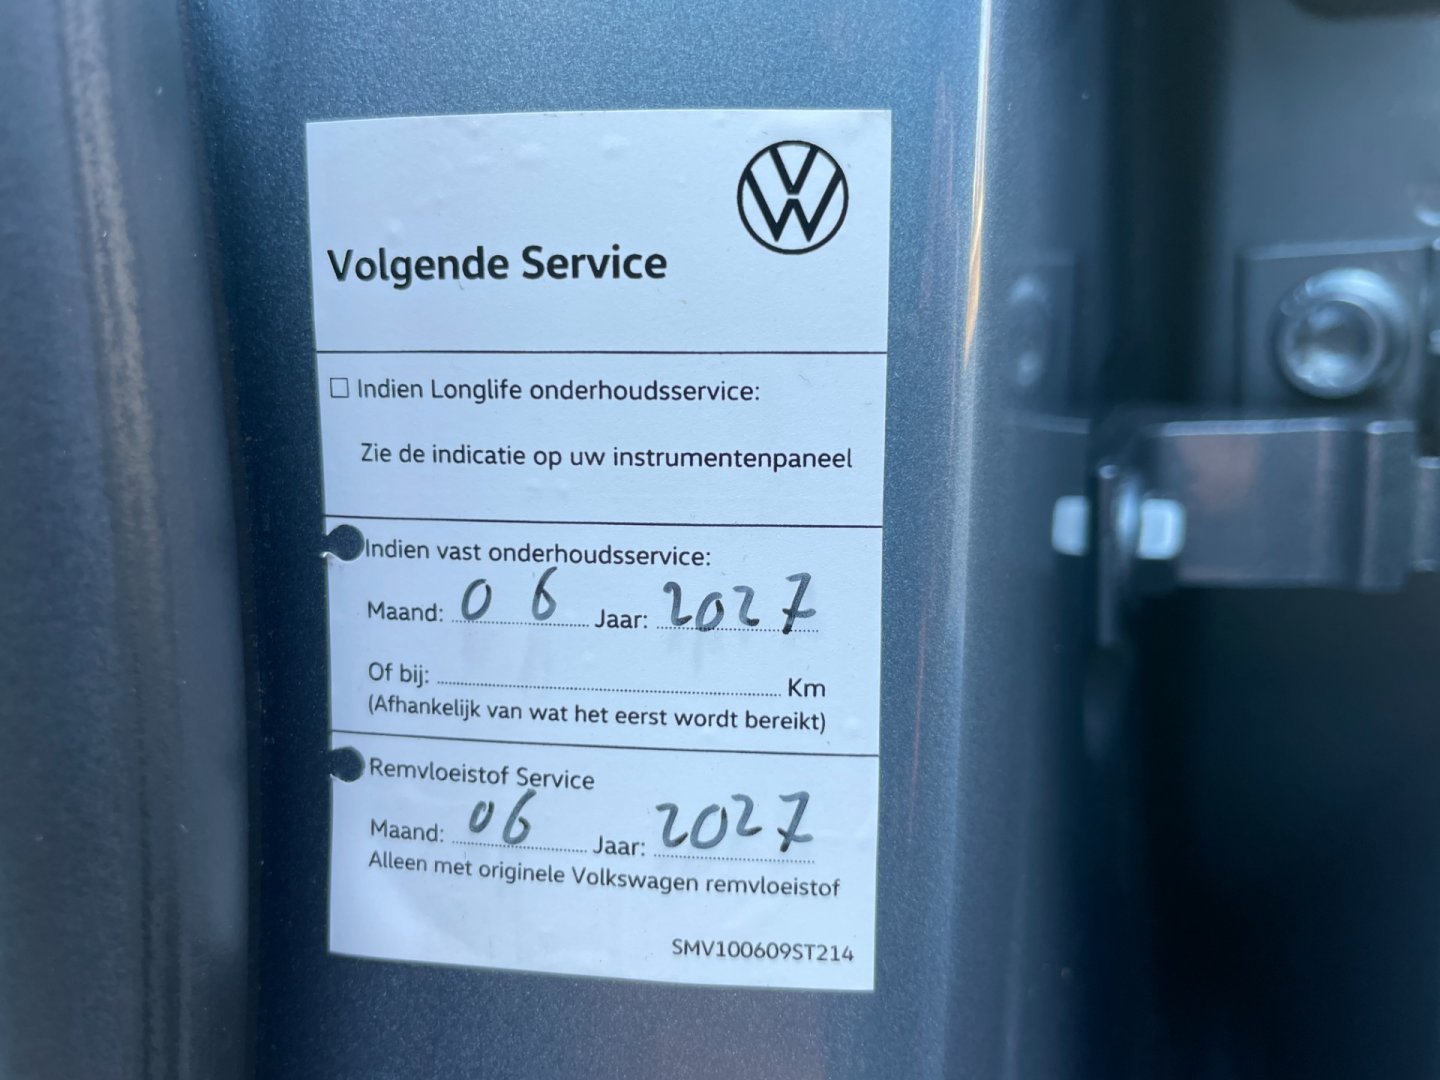 Volgende Service
Indien Longlife onderhoudsservice:
Zie de indicatie op uw instrumentenpaneel
Indien vast onderhoudsservice:
Maand: 06 Jaar: 2027
Of bij: Km
(Afhankelijk van wat het eerst wordt bereikt)
Remvloeistof Service
Maand: 06 Jaar: 2027
Alleen met originele Volkswagen remvloeistof
SMV100609ST214